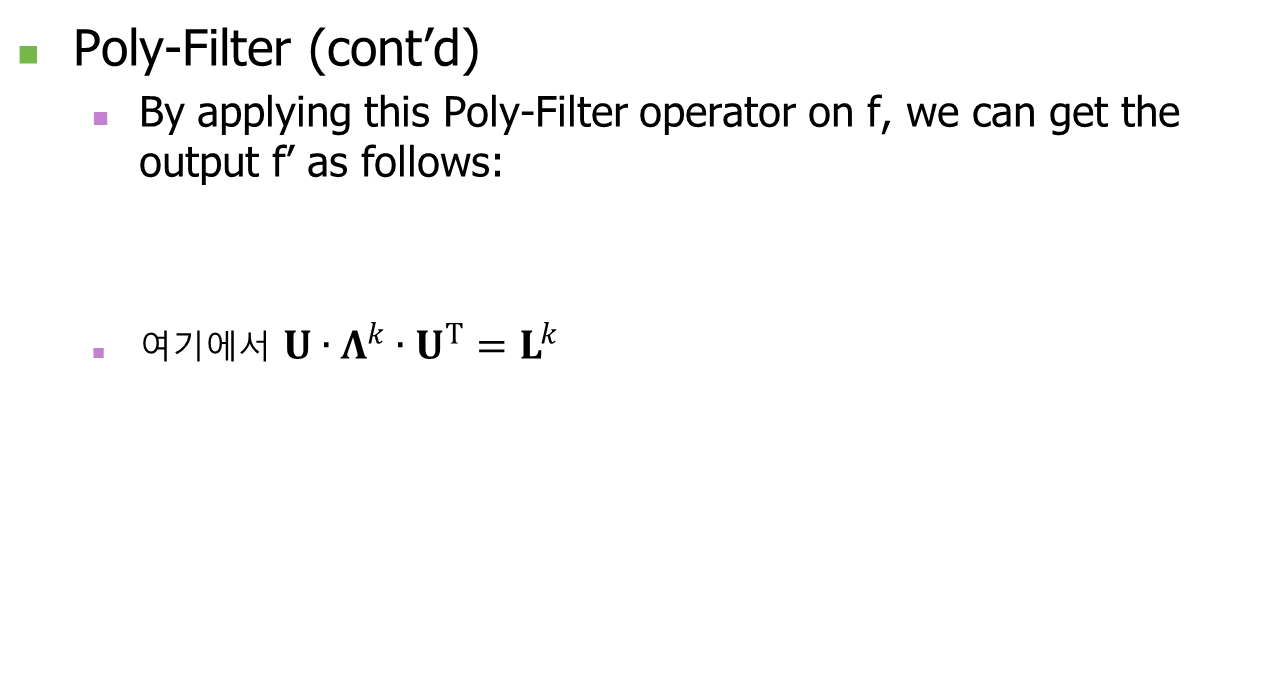 Poly-Filter (cont’d)
By applying this Poly-Filter operator on f, we can get the
output f’ as follows:
여기에서 𝐔 ⋅ 𝚲^𝑘 ⋅ 𝐔^T = 𝐋^𝑘